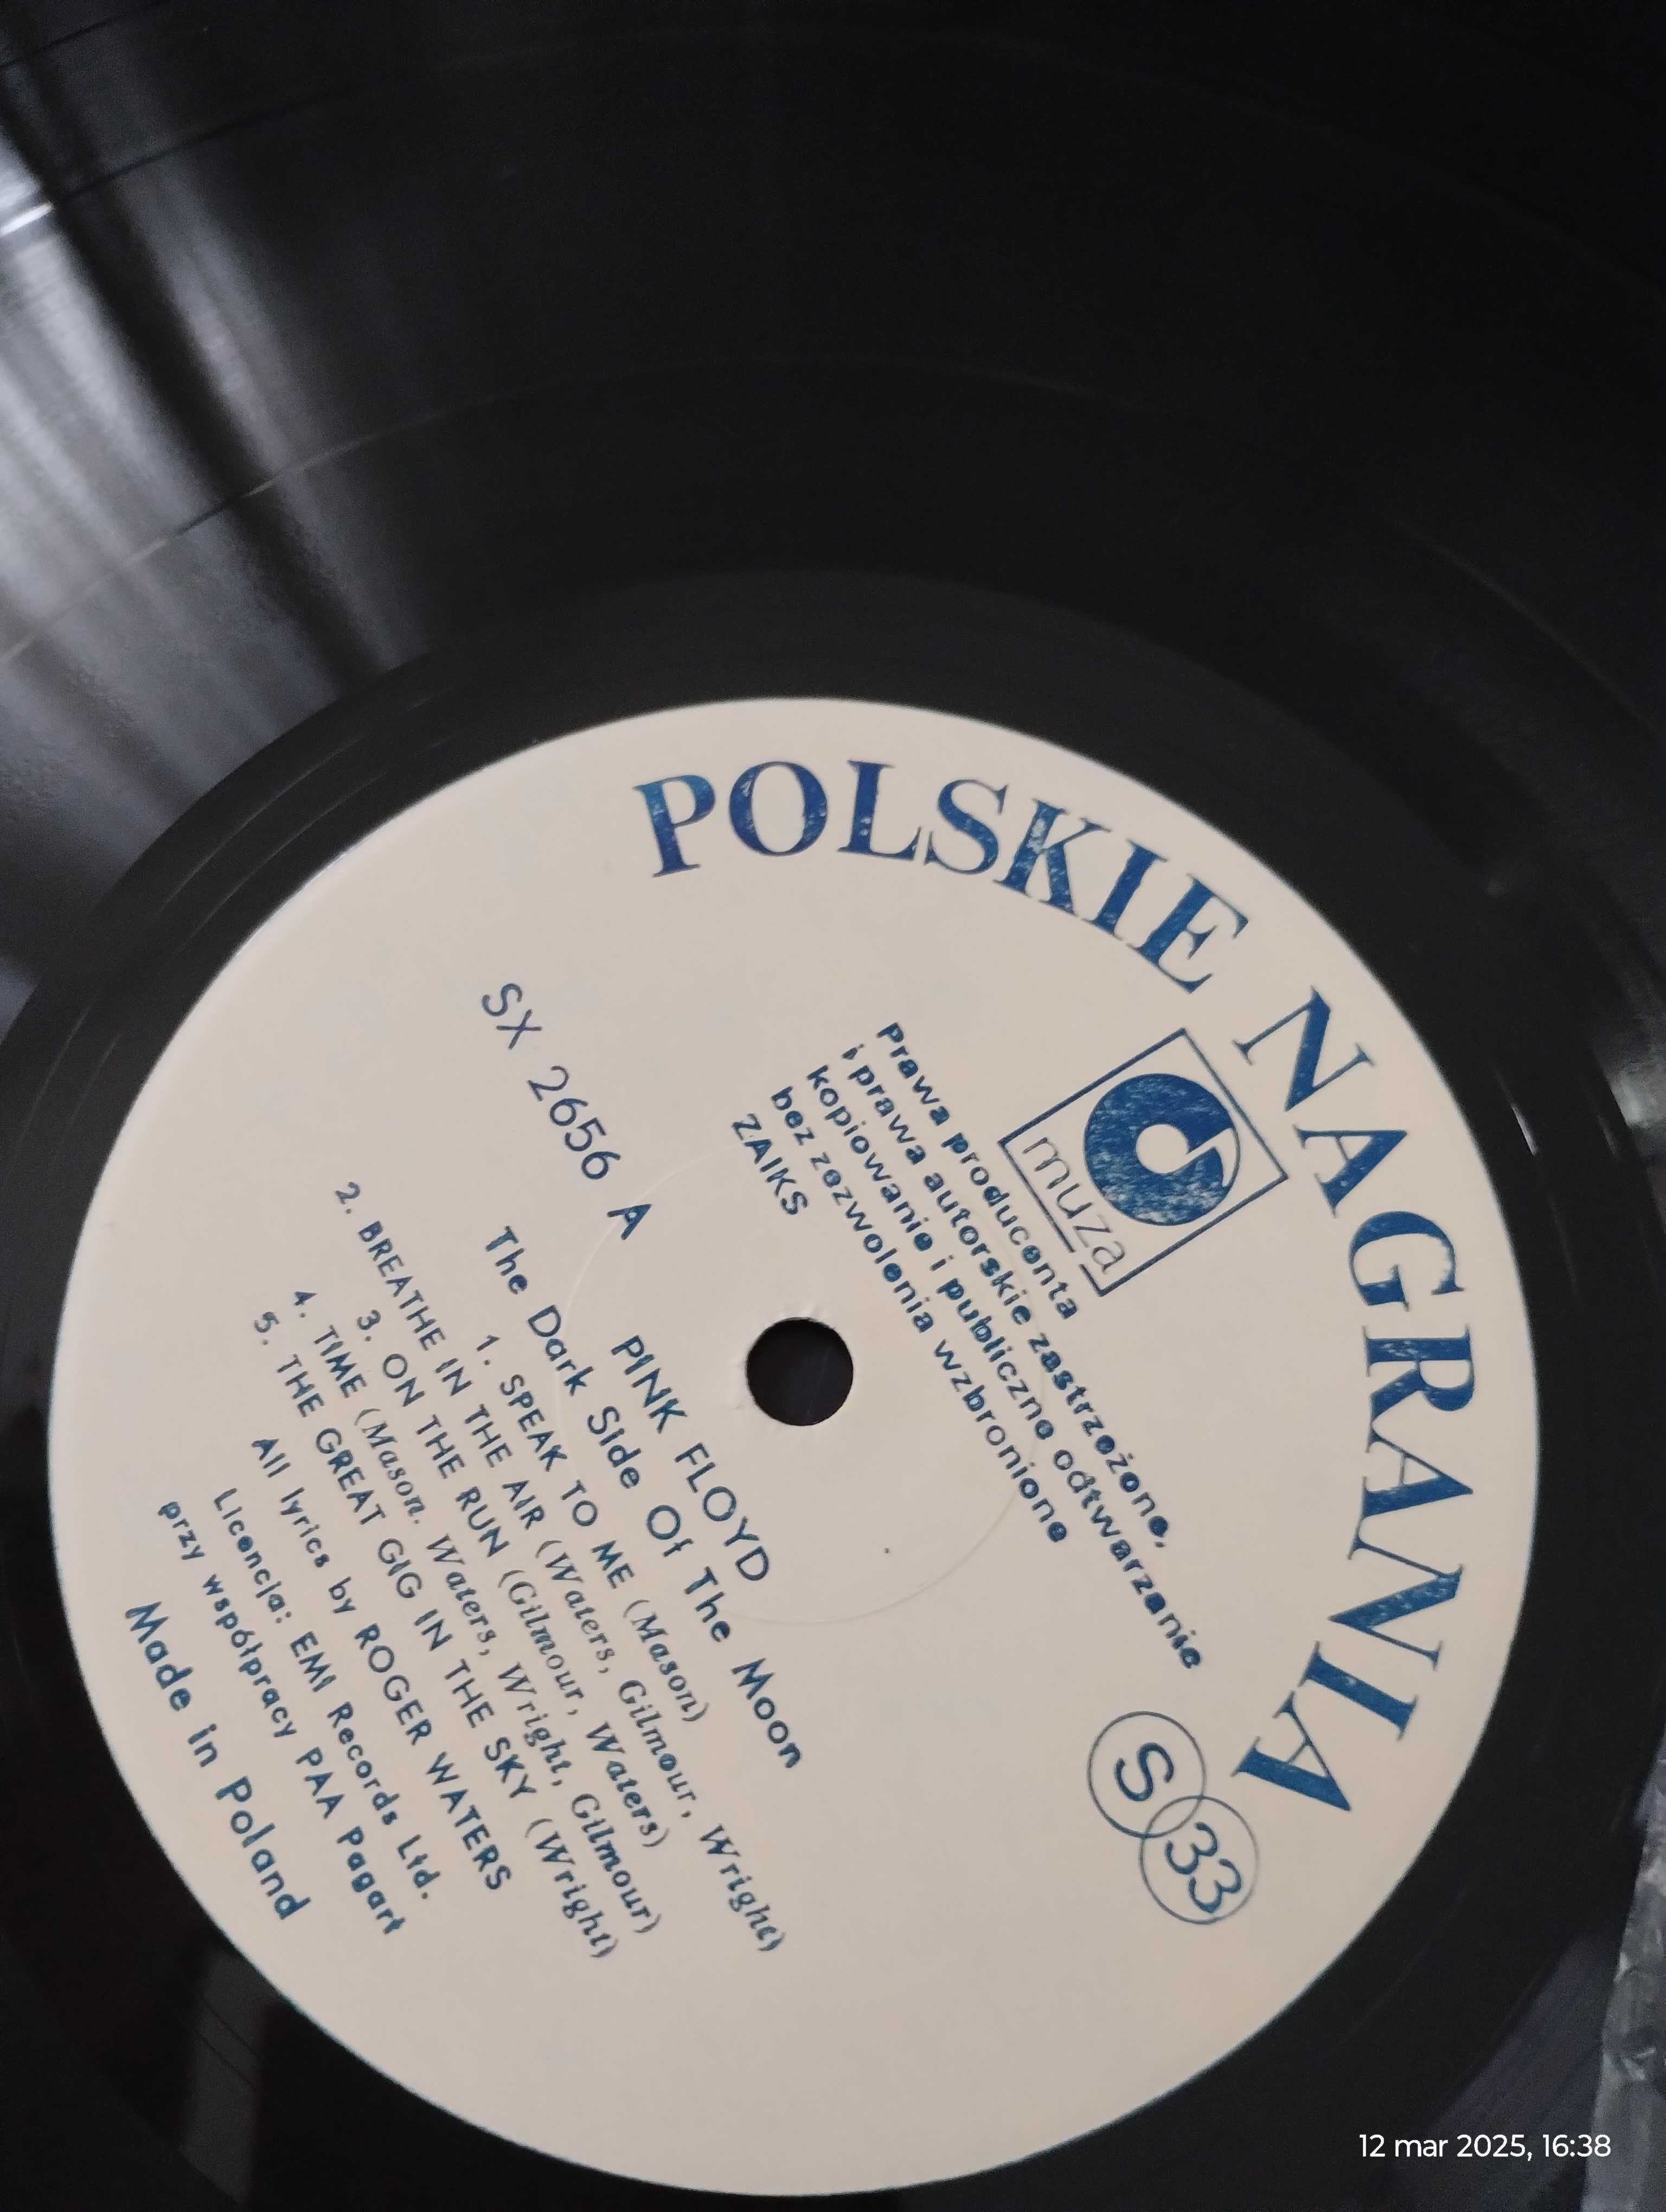 POLSKIE NAGRANIA
muza
Prawa producenta
i prawa autorskie zastrzeżone,
kopiowanie i publiczne odtwarzanie
bez zezwolenia wzbronione
ZAIKS
S 33
SX 2656 A
PINK FLOYD
The Dark Side Of The Moon
1. SPEAK TO ME (Mason)
2. BREATHE IN THE AIR (Waters, Gilmour, Wright)
3. ON THE RUN (Gilmour, Waters)
4. TIME (Mason. Waters, Wright, Gilmour)
5. THE GREAT GIG IN THE SKY (Wright)
All lyrics by ROGER WATERS
Licencja: EMI Records Ltd.
przy współpracy PAA Pagart
Made in Poland
12 mar 2025, 16:38